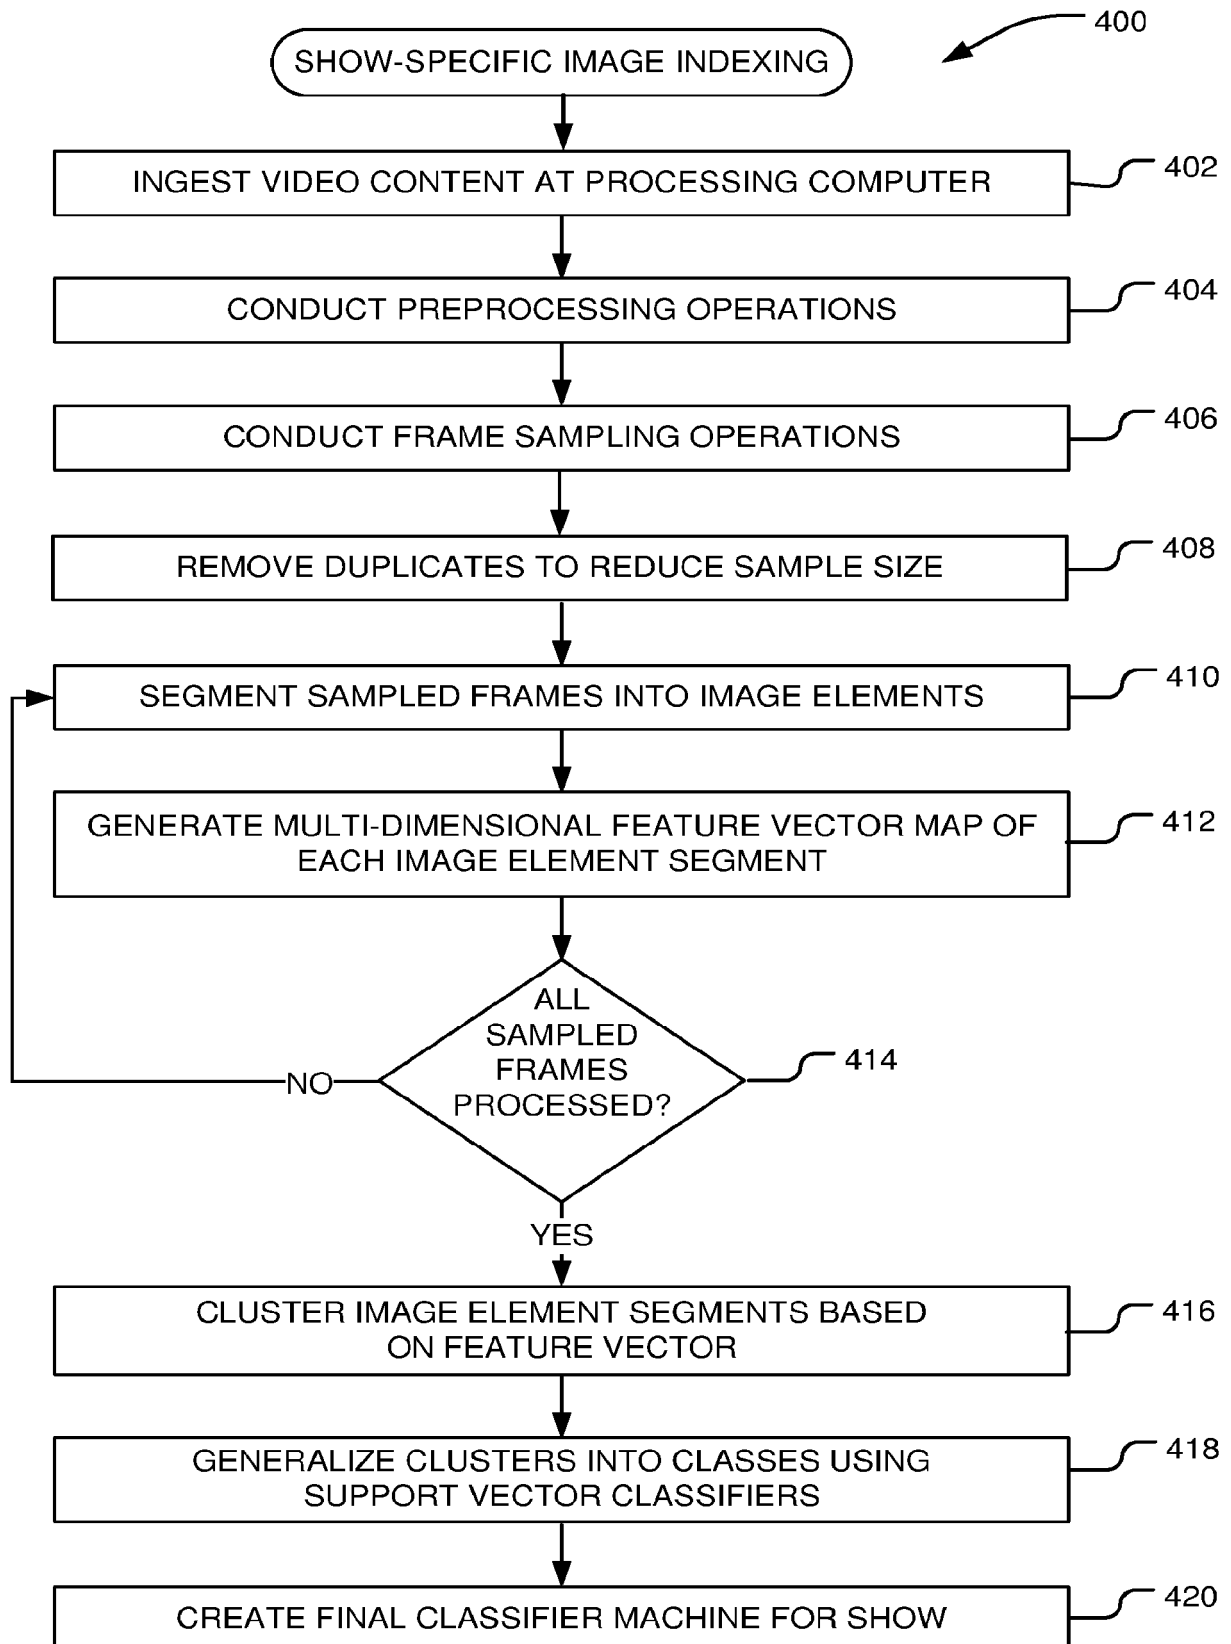 400
SHOW-SPECIFIC IMAGE INDEXING
INGEST VIDEO CONTENT AT PROCESSING COMPUTER
402
CONDUCT PREPROCESSING OPERATIONS
404
CONDUCT FRAME SAMPLING OPERATIONS
406
REMOVE DUPLICATES TO REDUCE SAMPLE SIZE
408
SEGMENT SAMPLED FRAMES INTO IMAGE ELEMENTS
410
GENERATE MULTI-DIMENSIONAL FEATURE VECTOR MAP OF
EACH IMAGE ELEMENT SEGMENT
412
ALL
SAMPLED
FRAMES
PROCESSED?
414
NO
YES
CLUSTER IMAGE ELEMENT SEGMENTS BASED
ON FEATURE VECTOR
416
GENERALIZE CLUSTERS INTO CLASSES USING
SUPPORT VECTOR CLASSIFIERS
418
CREATE FINAL CLASSIFIER MACHINE FOR SHOW
420